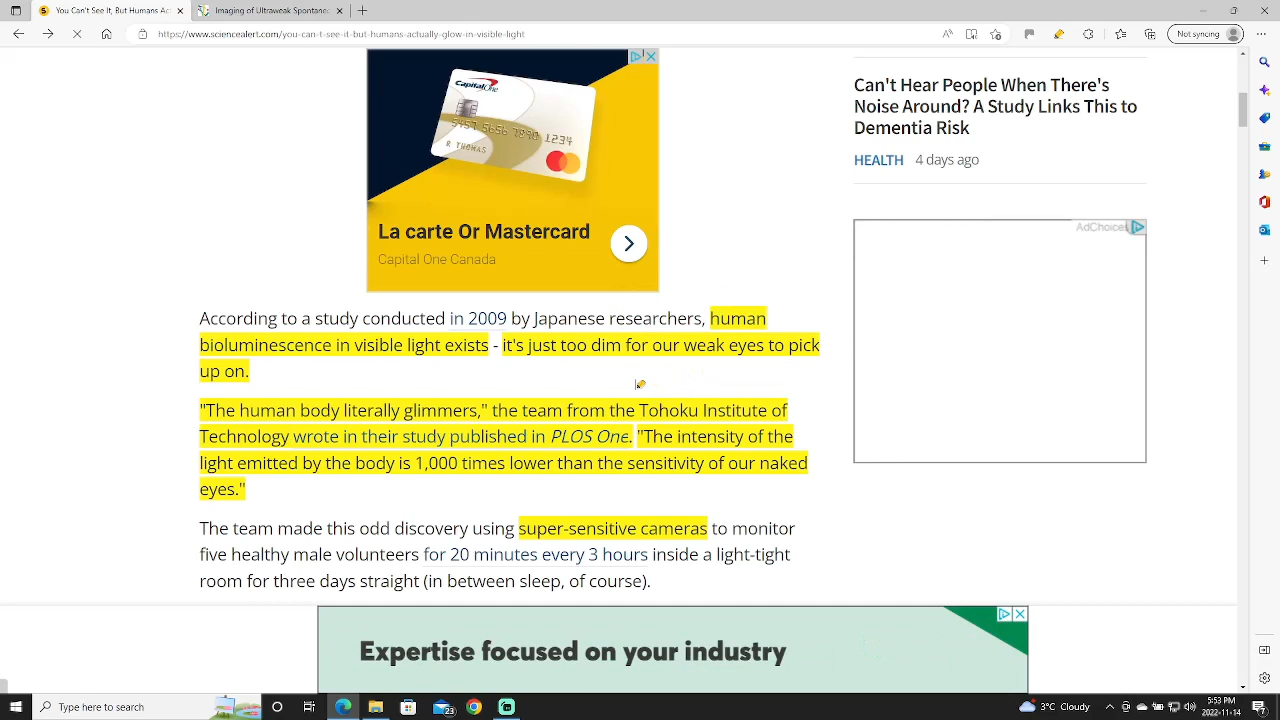 You Can't See It, But Humans Ac
Imaging of Ultraweak Spontane
https://www.sciencealert.com/you-can-t-see-it-but-humans-actually-glow-in-visible-light
Not syncing
Capital One
5457 5656 7890 1234
R THOMAS
La carte Or Mastercard
Capital One Canada
Can't Hear People When There's
Noise Around? A Study Links This to
Dementia Risk
HEALTH 4 days ago
AdChoices
According to a study conducted in 2009 by Japanese researchers, human
bioluminescence in visible light exists - it's just too dim for our weak eyes to pick
up on.
"The human body literally glimmers," the team from the Tohoku Institute of
Technology wrote in their study published in PLOS One. "The intensity of the
light emitted by the body is 1,000 times lower than the sensitivity of our naked
eyes."
The team made this odd discovery using super-sensitive cameras to monitor
five healthy male volunteers for 20 minutes every 3 hours inside a light-tight
room for three days straight (in between sleep, of course).
Expertise focused on your industry
Type here to search
23
3°C Cloudy
5:53 PM
2022-11-14